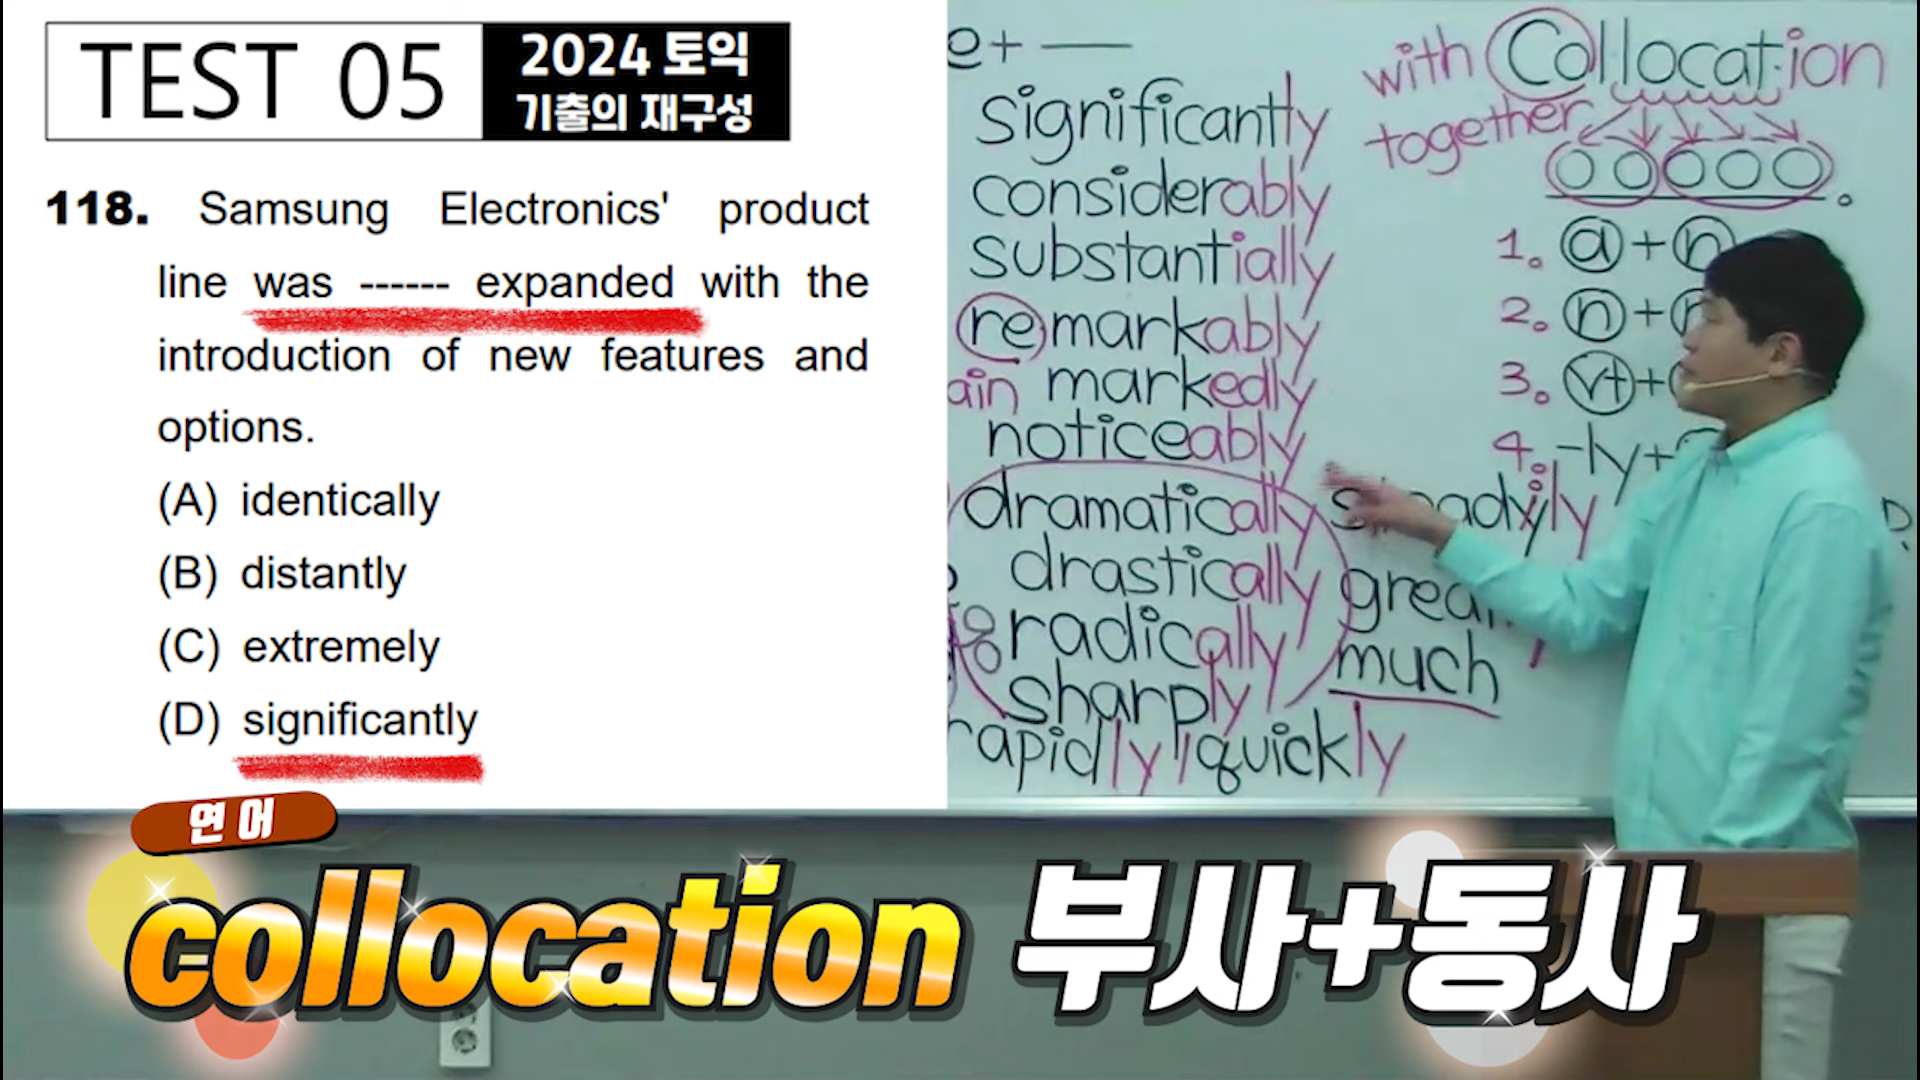 TEST 05
2024 토익
기출의 재구성
118. Samsung Electronics' product
line was ------ expanded with the
introduction of new features and
options.
(A) identically
(B) distantly
(C) extremely
(D) significantly
e+ —
significantly
considerably
substantially
remarkably
markedly
noticeably
dramatically
drastically
radically
sharply
rapidly / quickly
with Collocation
together
1. a + n
2. n +
3. vt +
4. -ly +
much
연어
collocation 부사+동사